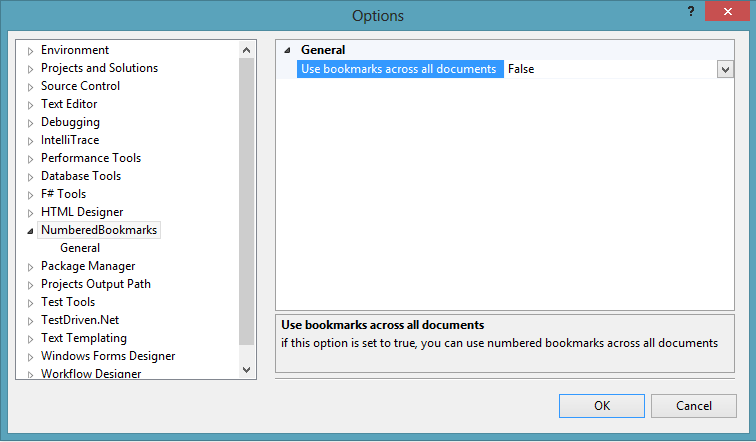 Options
?
Environment
Projects and Solutions
Source Control
Text Editor
Debugging
IntelliTrace
Performance Tools
Database Tools
F# Tools
HTML Designer
NumberedBookmarks
General
Package Manager
Projects Output Path
Test Tools
TestDriven.Net
Text Templating
Windows Forms Designer
Workflow Designer
General
Use bookmarks across all documents False
Use bookmarks across all documents
if this option is set to true, you can use numbered bookmarks across all documents
OK Cancel